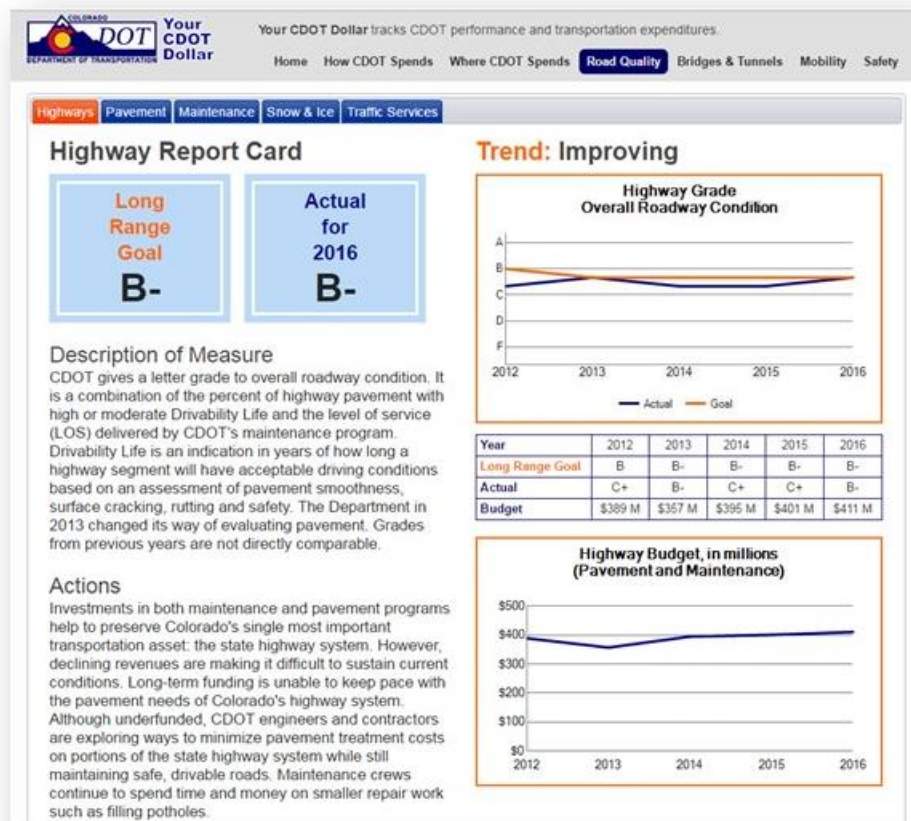 COLORADO
DOT
DEPARTMENT OF TRANSPORTATION
Your
CDOT
Dollar
Your CDOT Dollar tracks CDOT performance and transportation expenditures.
Home How CDOT Spends Where CDOT Spends Road Quality Bridges & Tunnels Mobility Safety
Highways Pavement Maintenance Snow & Ice Traffic Services
Highway Report Card
Long
Range
Goal
B-
Actual
for
2016
B-
Description of Measure
CDOT gives a letter grade to overall roadway condition. It
is a combination of the percent of highway pavement with
high or moderate Drivability Life and the level of service
(LOS) delivered by CDOT's maintenance program.
Drivability Life is an indication in years of how long a
highway segment will have acceptable driving conditions
based on an assessment of pavement smoothness,
surface cracking, rutting and safety. The Department in
2013 changed its way of evaluating pavement. Grades
from previous years are not directly comparable.
Actions
Investments in both maintenance and pavement programs
help to preserve Colorado's single most important
transportation asset: the state highway system. However,
declining revenues are making it difficult to sustain current
conditions. Long-term funding is unable to keep pace with
the pavement needs of Colorado's highway system.
Although underfunded, CDOT engineers and contractors
are exploring ways to minimize pavement treatment costs
on portions of the state highway system while still
maintaining safe, drivable roads. Maintenance crews
continue to spend time and money on smaller repair work
such as filling potholes.
Trend: Improving
Highway Grade
Overall Roadway Condition
A
B
C
D
F
2012 2013 2014 2015 2016
Actual Goal
Year 2012 2013 2014 2015 2016
Long Range Goal B B- B- B- B-
Actual C+ B- C+ C+ B-
Budget $389 M $357 M $395 M $401 M $411 M
Highway Budget, in millions
(Pavement and Maintenance)
$500
$400
$300
$200
$100
$0
2012 2013 2014 2015 2016